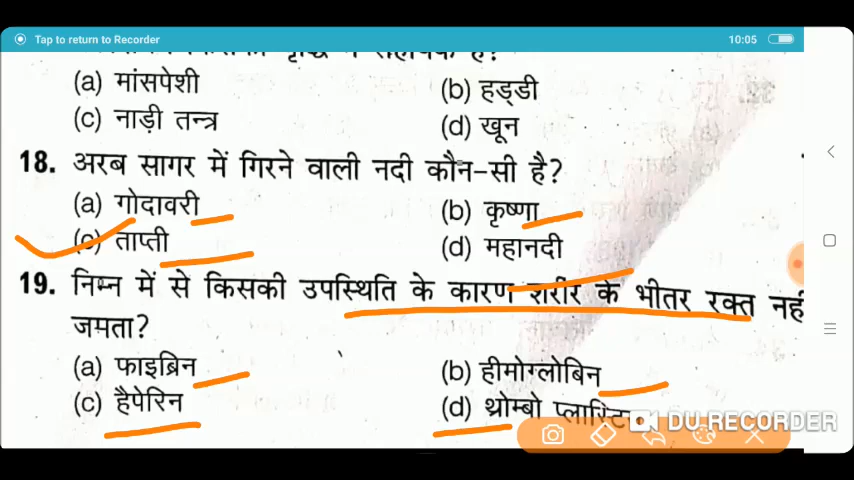 Tap to return to Recorder 10:05
(a) मांसपेशी (b) हड्डी
(c) नाड़ी तन्त्र (d) खून
18. अरब सागर में गिरने वाली नदी कौन-सी है?
(a) गोदावरी (b) कृष्णा
(c) ताप्ती (d) महानदी
19. निम्न में से किसकी उपस्थिति के कारण शरीर के भीतर रक्त नहीं
जमता?
(a) फाइब्रिन (b) हीमोग्लोबिन
(c) हैपेरिन (d) थ्रोम्बो
DU RECORDER